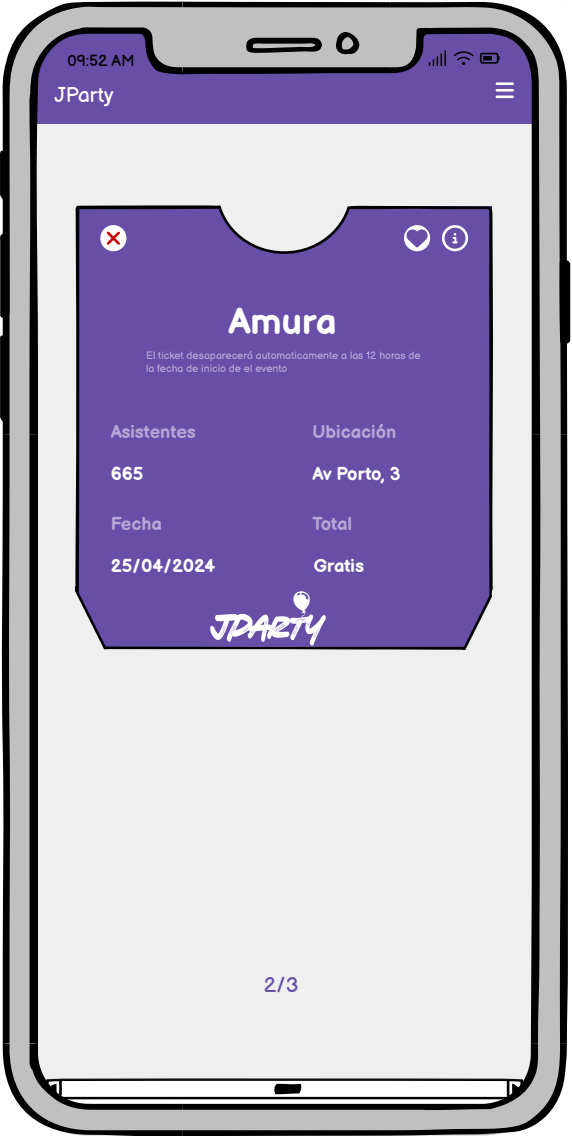 09:52 AM
JParty
Amura
El ticket desaparecerá automaticamente a las 12 horas de
la fecha de inicio de el evento
Asistentes
Ubicación
665
Av Porto, 3
Fecha
Total
25/04/2024
Gratis
JPARTY
2/3